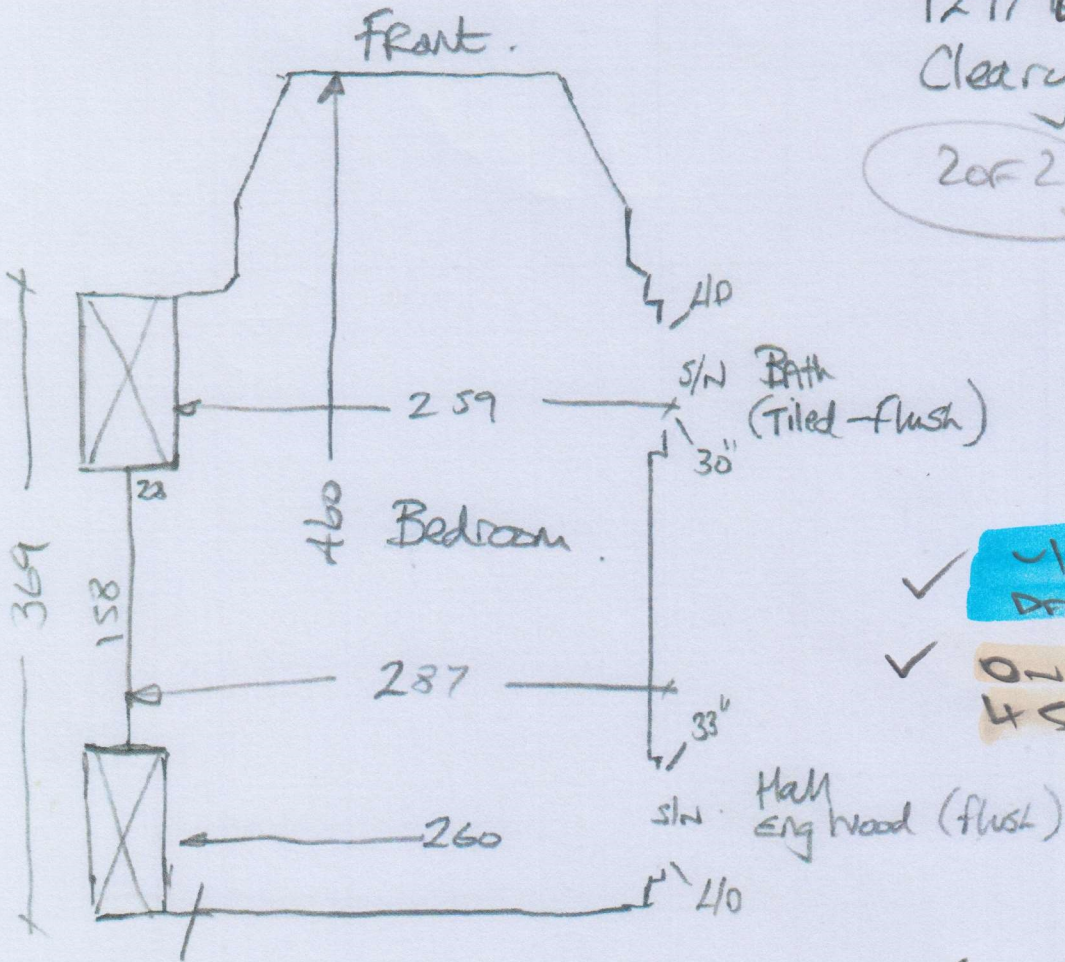 Front.
Clear
2 OF 2
L/D
S/N Bath
259
(Tiled-flush)
30"
28
460
Bedroom.
369
158
287
33"
Hall
S/N. Eng Wood (flush)
260
L/D